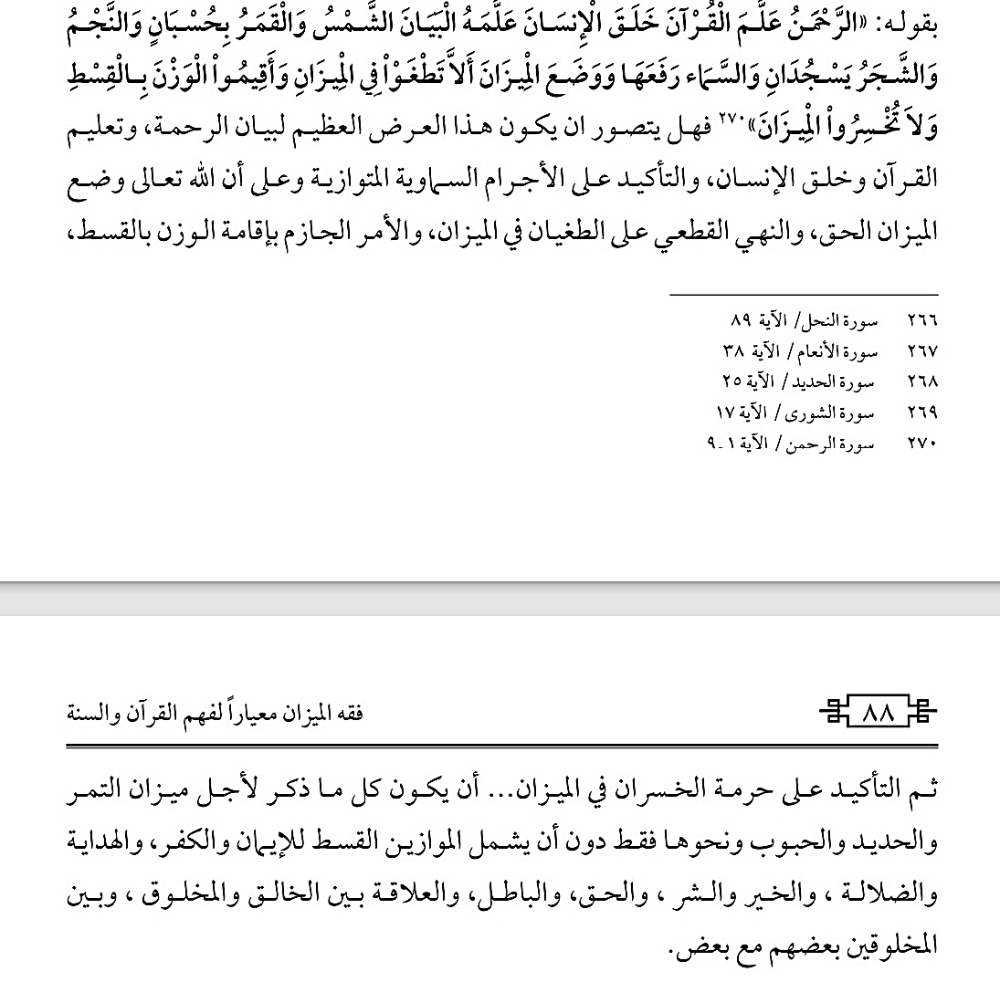 بقوله: «الرَّحْمَنُ عَلَّمَ الْقُرْآنَ خَلَقَ الْإِنسَانَ عَلَّمَهُ الْبَيَانَ الشَّمْسُ وَالْقَمَرُ بِحُسْبَانٍ وَالنَّجْمُ
وَالشَّجَرُ يَسْجُدَانِ وَالسَّمَاء رَفَعَهَا وَوَضَعَ الْمِيزَانَ أَلاَّ تَطْغَوْاْ فِي الْمِيزَانِ وَأَقِيمُواْ الْوَزْنَ بِالْقِسْطِ
وَلاَ تُخْسِرُواْ الْمِيزَانَ»٢٧٠ فهل يتصور ان يكون هذا العرض العظيم لبيان الرحمة، وتعليم
القرآن وخلق الإنسان، والتأكيد على الأجرام السماوية المتوازية وعلى أن الله تعالى وضع
الميزان الحق، والنهي القطعي على الطغيان في الميزان، والأمر الجازم بإقامة الوزن بالقسط،
٢٦٦ سورة النحل/ الآية ٨٩
٢٦٧ سورة الأنعام/ الآية ٣٨
٢٦٨ سورة الحديد/ الآية ٢٥
٢٦٩ سورة الشورى/ الآية ١٧
٢٧٠ سورة الرحمن/ الآية ١ـ٩
٨٨ فقه الميزان معياراً لفهم القرآن والسنة
ثم التأكيد على حرمة الخسران في الميزان... أن يكون كل ما ذكر لأجل ميزان التمر
والحديد والحبوب ونحوها فقط دون أن يشمل الموازين القسط للإيمان والكفر، والهداية
والضلالة ، والخير والشر ، والحق، والباطل، والعلاقة بين الخالق والمخلوق ، وبين
المخلوقين بعضهم مع بعض.